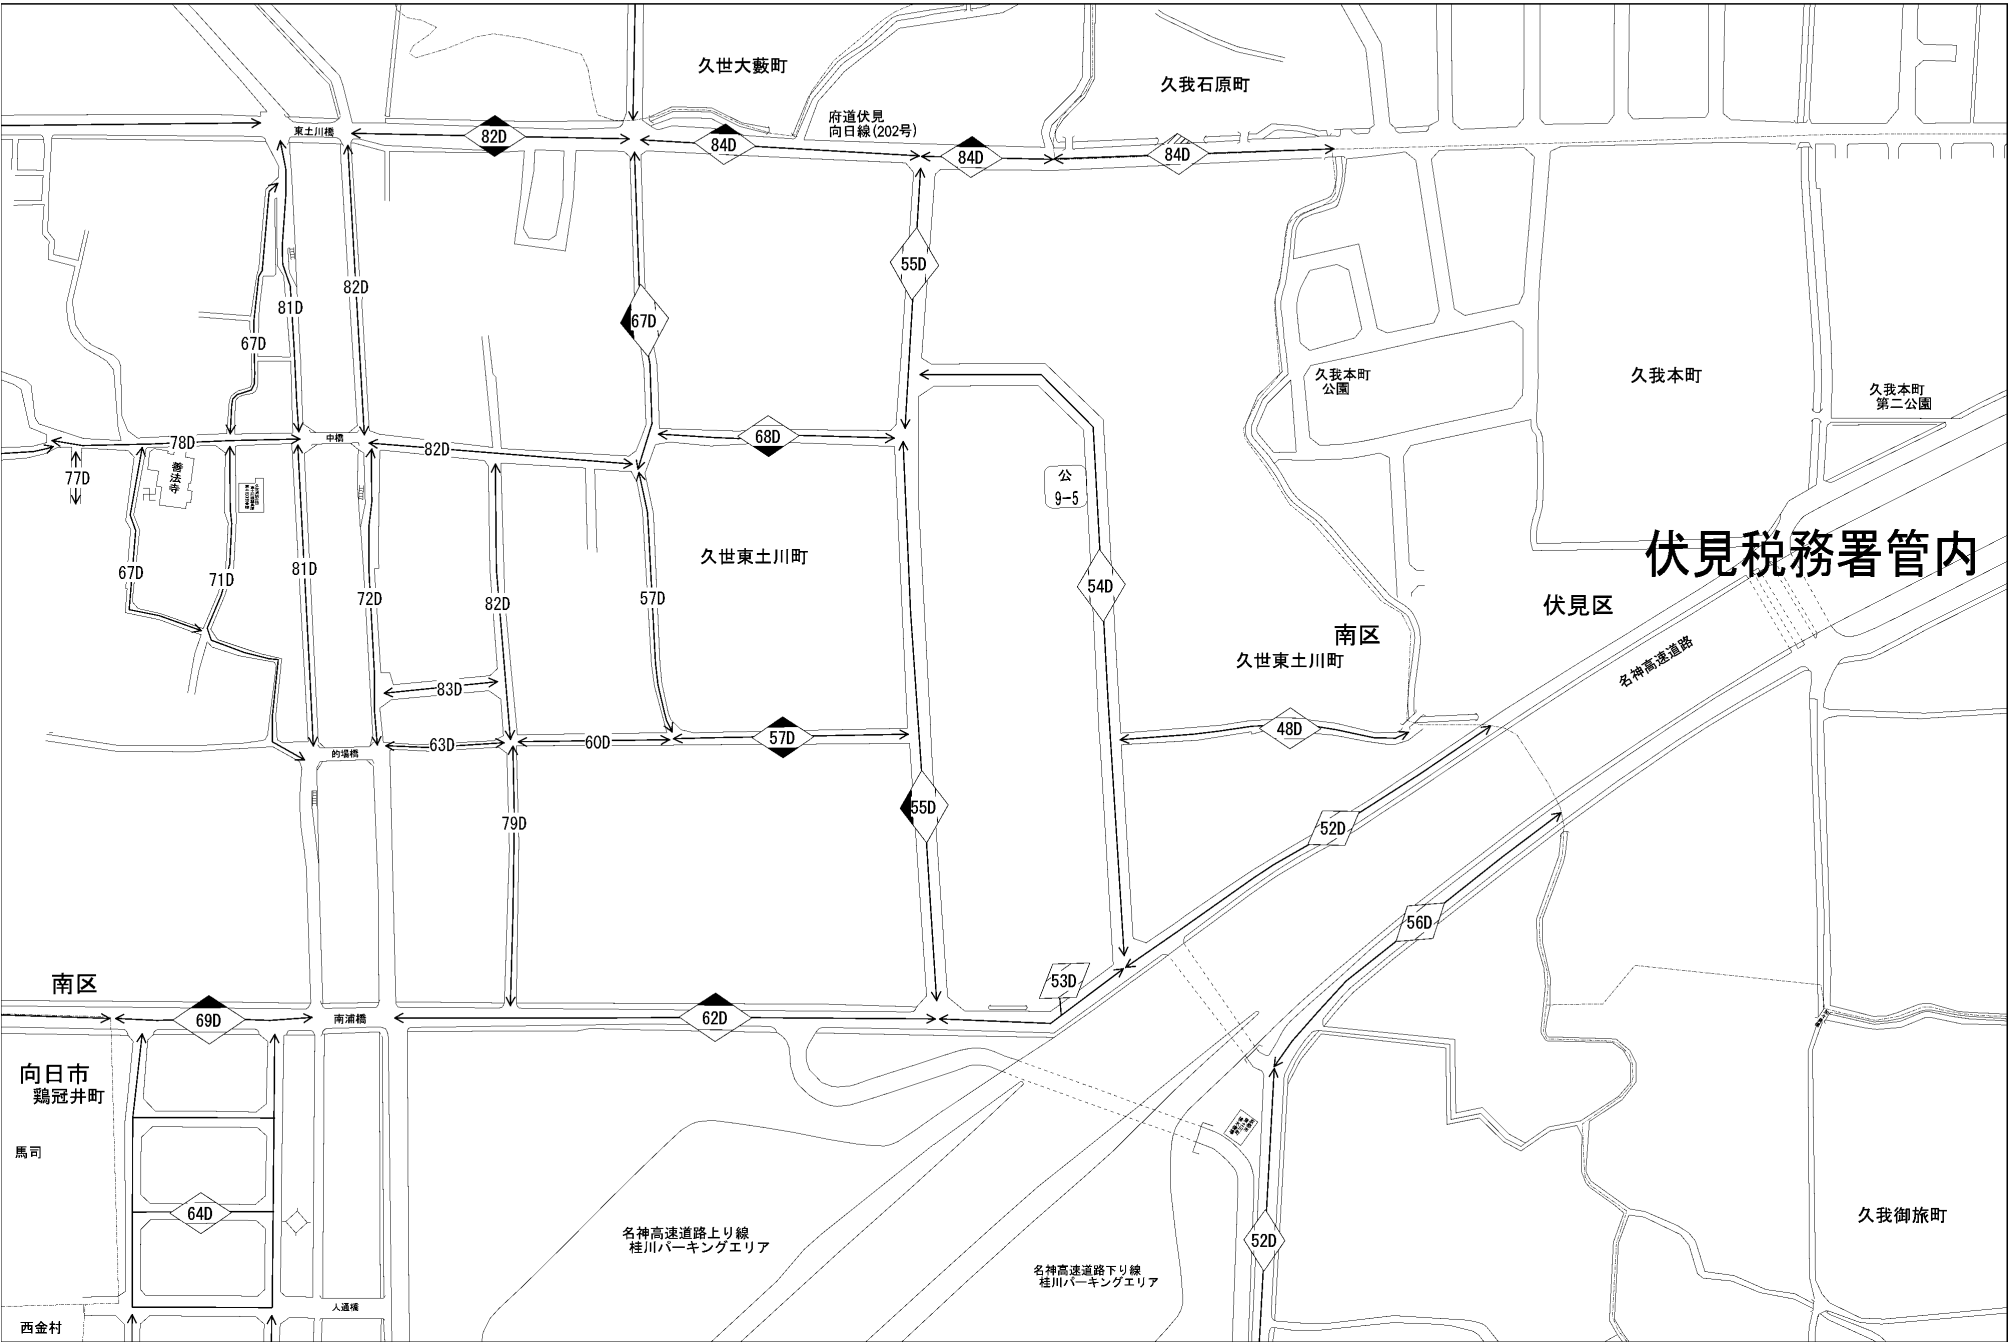 久世大藪町
久我石原町
府道伏見
向日線(202号)
東土川橋
82D
84D
84D
84D
55D
82D
81D
67D
67D
久我本町
公園
久我本町
久我本町
第二公園
78D
中橋
82D
68D
77D
善法寺
公
9-5
伏見税務署管内
久世東土川町
67D
71D
81D
72D
82D
57D
54D
伏見区
南区
久世東土川町
名神高速道路
83D
63D
60D
57D
48D
的場橋
55D
79D
52D
56D
南区
53D
69D
南浦橋
62D
向日市
鶏冠井町
馬司
64D
名神高速道路上り線
桂川パーキングエリア
52D
名神高速道路下り線
桂川パーキングエリア
久我御旅町
人通橋
西金村